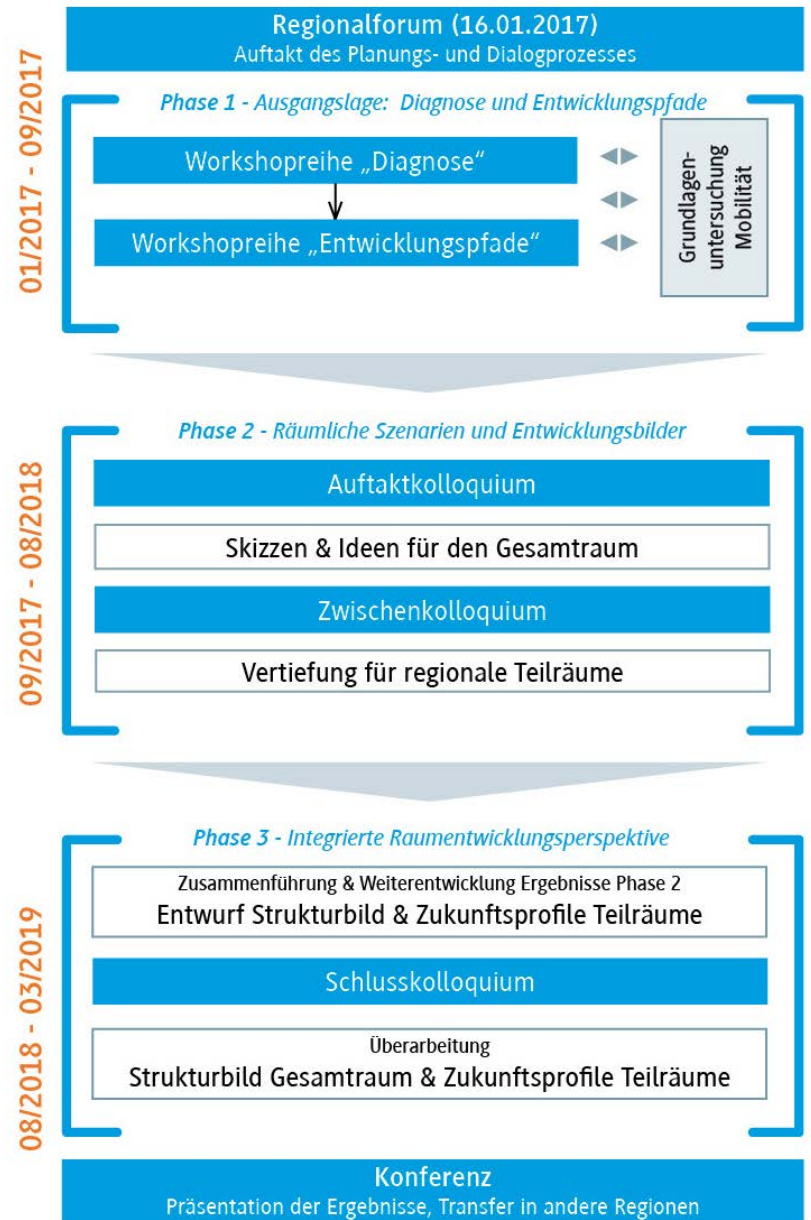 Regionalforum (16.01.2017)
Auftakt des Planungs- und Dialogprozesses
01/2017 - 09/2017
Phase 1 - Ausgangslage: Diagnose und Entwicklungspfade
Workshopreihe „Diagnose“
Workshopreihe „Entwicklungspfade“
Grundlagen-
untersuchung
Mobilität
09/2017 - 08/2018
Phase 2 - Räumliche Szenarien und Entwicklungsbilder
Auftaktkolloquium
Skizzen & Ideen für den Gesamtraum
Zwischenkolloquium
Vertiefung für regionale Teilräume
08/2018 - 03/2019
Phase 3 - Integrierte Raumentwicklungsperspektive
Zusammenführung & Weiterentwicklung Ergebnisse Phase 2
Entwurf Strukturbild & Zukunftsprofile Teilräume
Schlusskolloquium
Überarbeitung
Strukturbild Gesamtraum & Zukunftsprofile Teilräume
Konferenz
Präsentation der Ergebnisse, Transfer in andere Regionen